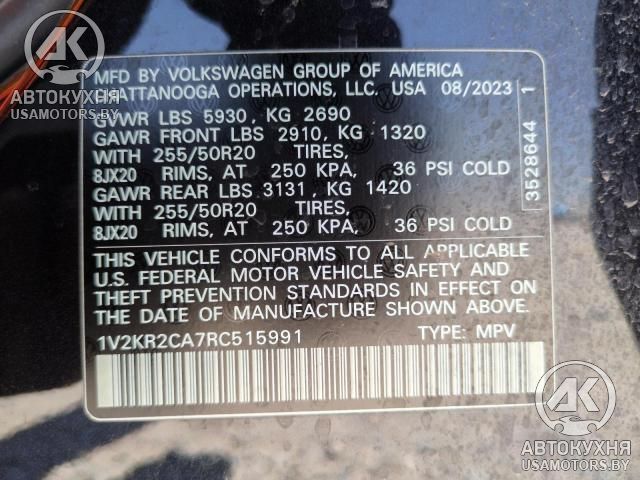 AK
АВТОКУХНЯ
USAMOTORS.BY
MFD BY VOLKSWAGEN GROUP OF AMERICA
CHATTANOOGA OPERATIONS, LLC. USA 08/2023 1
GVWR LBS 5930, KG 2690
GAWR FRONT LBS 2910, KG 1320
WITH 255/50R20 TIRES,
8JX20 RIMS, AT 250 KPA, 36 PSI COLD
GAWR REAR LBS 3131, KG 1420
WITH 255/50R20 TIRES,
8JX20 RIMS, AT 250 KPA, 36 PSI COLD
3528644
THIS VEHICLE CONFORMS TO ALL APPLICABLE
U.S. FEDERAL MOTOR VEHICLE SAFETY AND
THEFT PREVENTION STANDARDS IN EFFECT ON
THE DATE OF MANUFACTURE SHOWN ABOVE.
1V2KR2CA7RC515991 TYPE: MPV
AK
АВТОКУХНЯ
USAMOTORS.BY